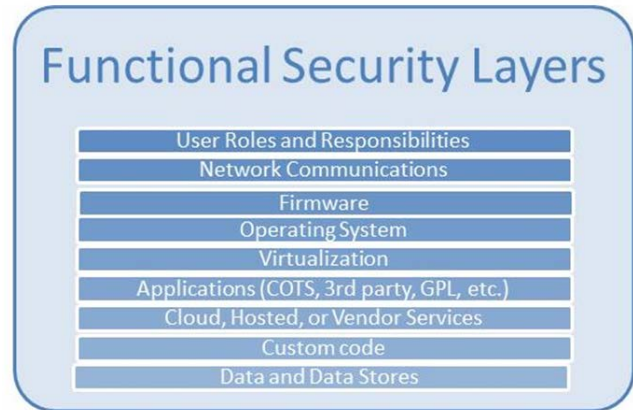 Functional Security Layers
User Roles and Responsibilities
Network Communications
Firmware
Operating System
Virtualization
Applications (COTS, 3rd party, GPL, etc.)
Cloud, Hosted, or Vendor Services
Custom code
Data and Data Stores